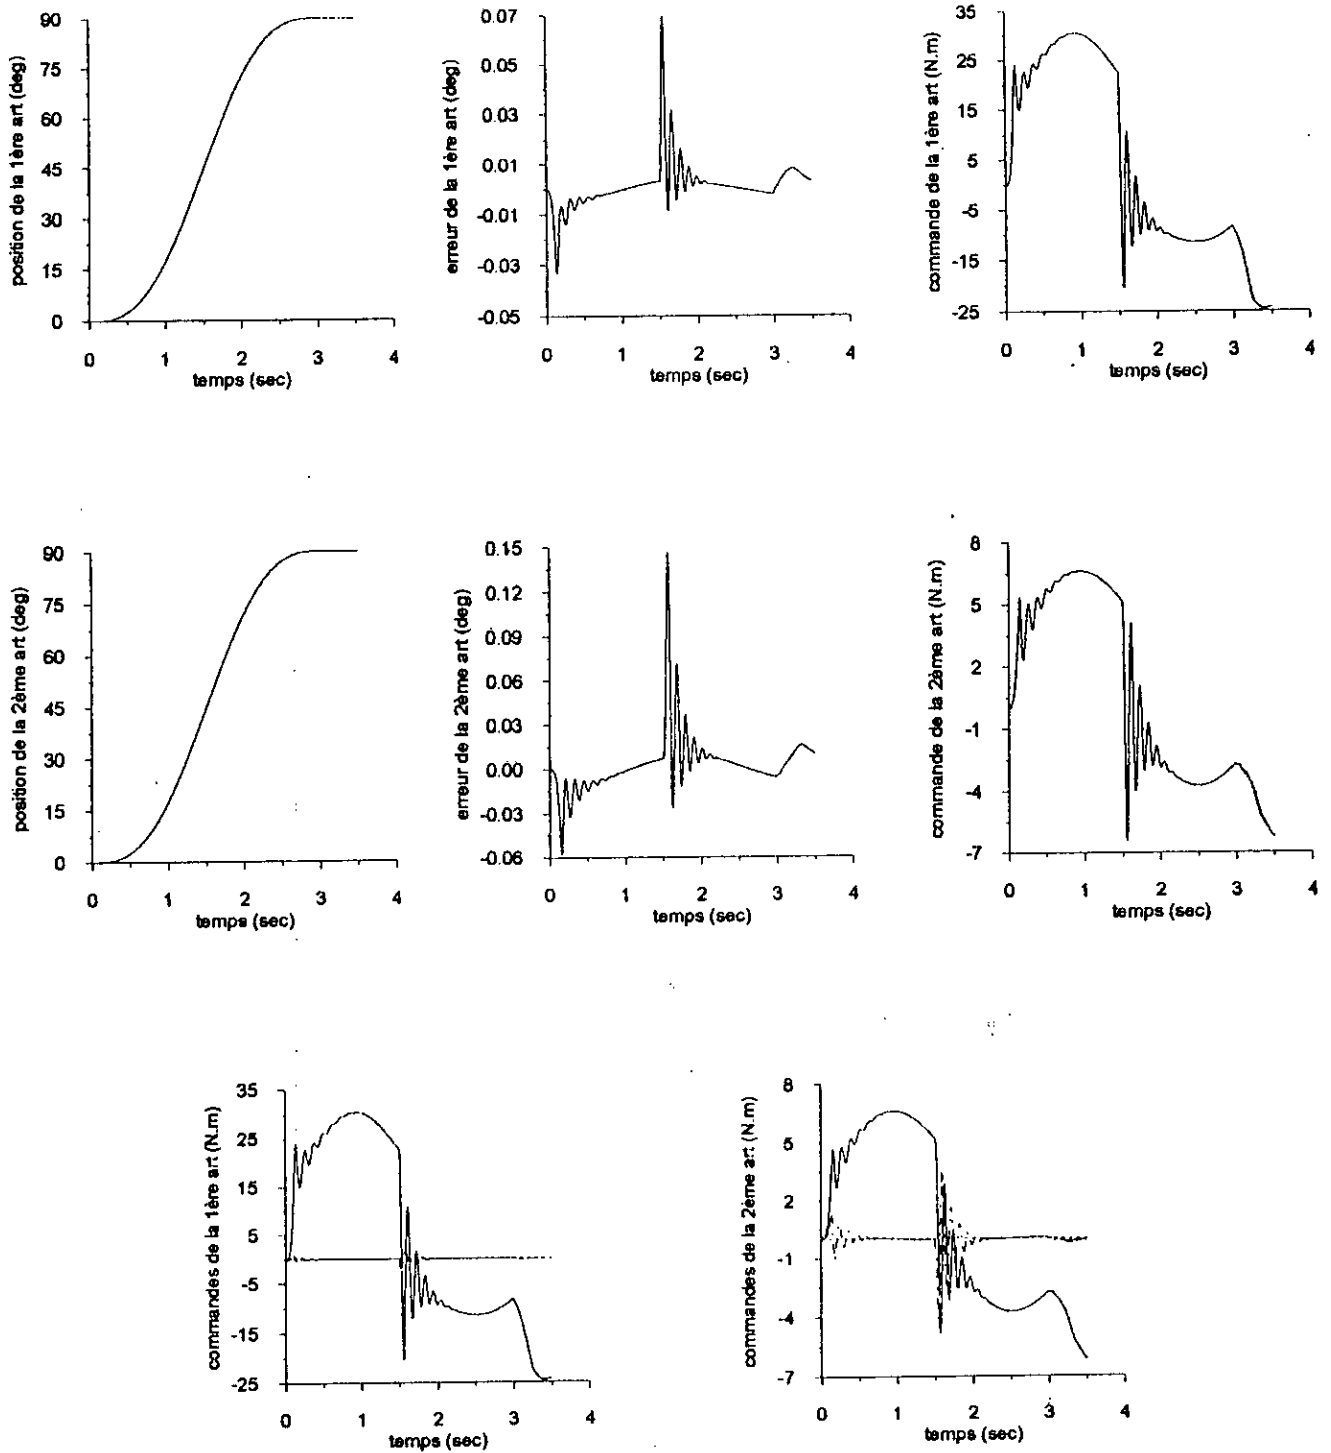 position de la 1ère art (deg)
90
75
60
45
30
15
0
0 1 2 3 4
temps (sec)
erreur de la 1ère art (deg)
0.07
0.05
0.03
0.01
-0.01
-0.03
-0.05
0 1 2 3 4
temps (sec)
commande de la 1ère art (N.m)
35
25
15
5
-5
-15
-25
0 1 2 3 4
temps (sec)
position de la 2ème art (deg)
90
75
60
45
30
15
0
0 1 2 3 4
temps (sec)
erreur de la 2ème art (deg)
0.15
0.12
0.09
0.06
0.03
0.00
-0.03
-0.06
0 1 2 3 4
temps (sec)
commande de la 2ème art (N.m)
8
5
2
-1
-4
-7
0 1 2 3 4
temps (sec)
commandes de la 1ère art (N.m)
35
25
15
5
-5
-15
-25
0 1 2 3 4
temps (sec)
commandes de la 2ème art (N.m)
8
5
2
-1
-4
-7
0 1 2 3 4
temps (sec)